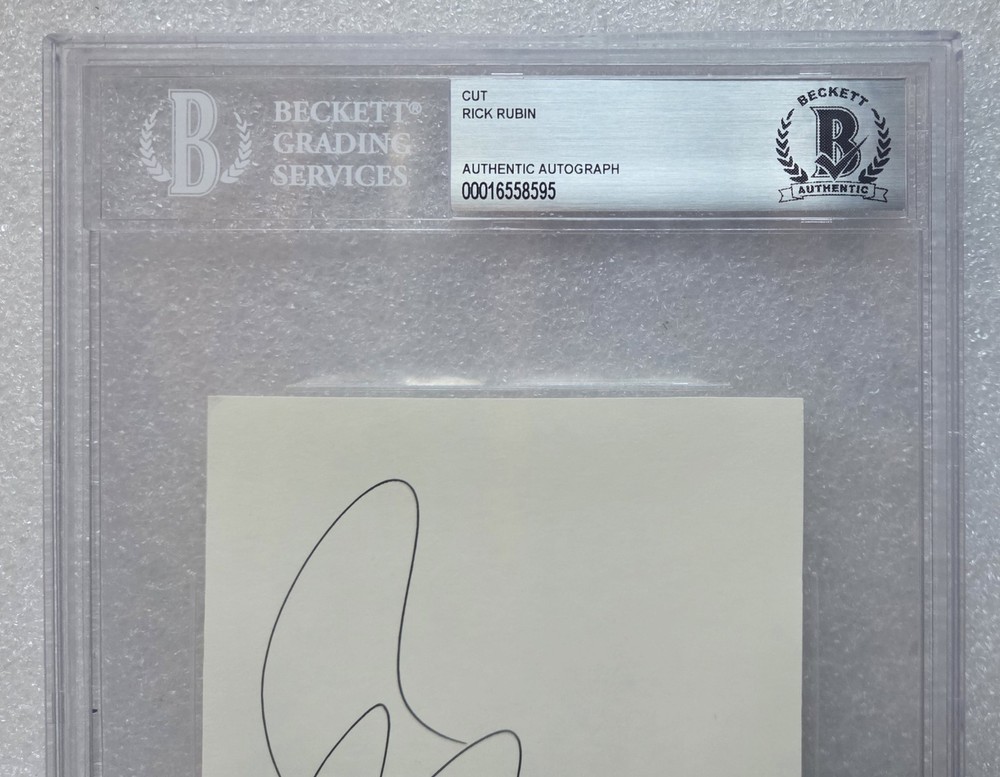 B
BECKETT®
GRADING
SERVICES
CUT
RICK RUBIN
AUTHENTIC AUTOGRAPH
00016558595
BECKETT
B
AUTHENTIC